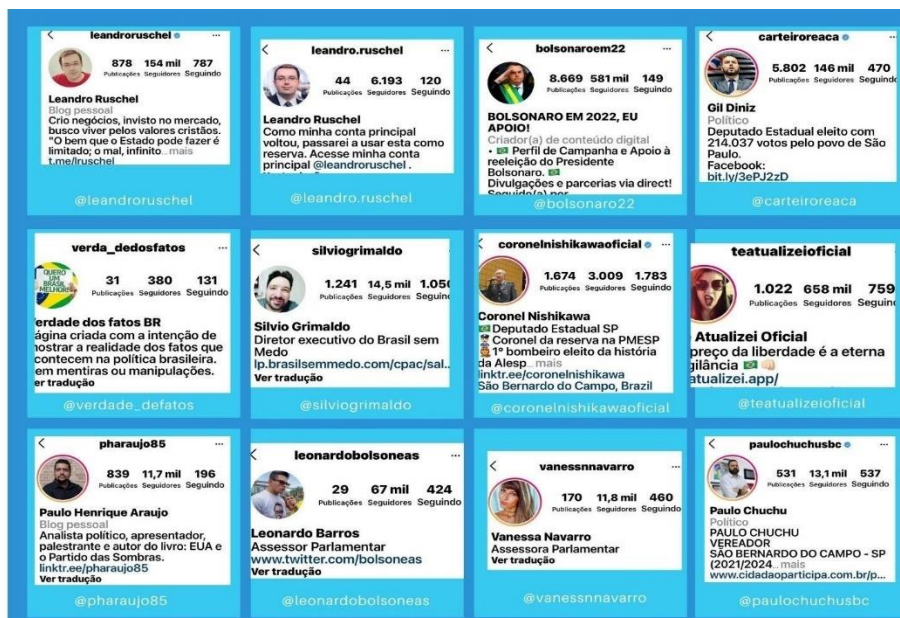 leandroruschel
878 154 mil 787
Publicações Seguidores Seguindo
Leandro Ruschel
Blog pessoal
Crio negócios, invisto no mercado,
busco viver pelos valores cristãos.
"O bem que o Estado pode fazer é
limitado; o mal, infinito... mais
t.me/lruschel
@leandroruschel
leandro.ruschel
44 6.193 120
Publicações Seguidores Seguindo
Leandro Ruschel
Como minha conta principal
voltou, passarei a usar esta como
reserva. Acesse minha conta
principal @leandroruschel .
@leandro.ruschel
bolsonaroem22
8.669 581 mil 149
Publicações Seguidores Seguindo
BOLSONARO EM 2022, EU
APOIO!
Criador(a) de conteúdo digital
• Perfil de Campanha e Apoio à
reeleição do Presidente
Bolsonaro.
Divulgações e parcerias via direct!
Seguido(a) por
@bolsonaro22
carteiroreaca
5.802 146 mil 470
Publicações Seguidores Seguindo
Gil Diniz
Político
Deputado Estadual eleito com
214.037 votos pelo povo de São
Paulo.
Facebook:
bit.ly/3ePJ2zD
@carteiroreaca
verda_dedosfatos
QUERO UM BRASIL MELHOR!
31 380 131
Publicações Seguidores Seguindo
erdade dos fatos BR
ágina criada com a intenção de
ostrar a realidade dos fatos que
contecem na política brasileira.
em mentiras ou manipulações.
Ver tradução
@verdade_defatos
silviogrimaldo
1.241 14,5 mil 1.050
Publicações Seguidores Seguindo
Silvio Grimaldo
Diretor executivo do Brasil sem
Medo
lp.brasilsemmedo.com/cpac/sal...
Ver tradução
@silviogrimaldo
coronelnishikawaoficial
1.674 3.009 1.783
Publicações Seguidores Seguindo
Coronel Nishikawa
Deputado Estadual SP
Coronel da reserva na PMESP
1º bombeiro eleito da história
da Alesp... mais
linktr.ee/coronelnishikawa
São Bernardo do Campo, Brazil
@coronelnishikawaoficial
teatualizeioficial
1.022 658 mil 759
Publicações Seguidores Seguindo
Atualizei Oficial
preço da liberdade é a eterna
gilância
atualizei.app/
@teatualizeioficial
pharaujo85
839 11,7 mil 196
Publicações Seguidores Seguindo
Paulo Henrique Araujo
Blog pessoal
Analista político, apresentador,
palestrante e autor do livro: EUA e
o Partido das Sombras.
linktr.ee/pharaujo85
Ver tradução
@pharaujo85
leonardobolsoneas
29 67 mil 424
Publicações Seguidores Seguindo
Leonardo Barros
Assessor Parlamentar
www.twitter.com/bolsoneas
Ver tradução
@leonardobolsoneas
vanessnnavarro
170 11,8 mil 460
Publicações Seguidores Seguindo
Vanessa Navarro
Assessora Parlamentar
Ver tradução
@vanessnnavarro
paulochuchusbc
531 13,1 mil 537
Publicações Seguidores Seguindo
Paulo Chuchu
Político
PAULO CHUCHU
VEREADOR
SÃO BERNARDO DO CAMPO - SP
(2021/2024... mais
www.cidadaoparticipa.com.br/p...
@paulochuchusbc